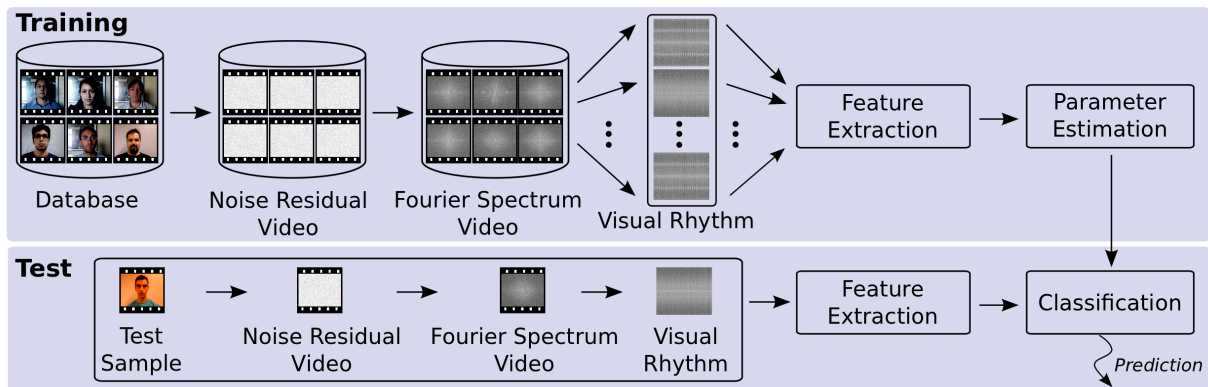 Training
Database
Noise Residual
Video
Fourier Spectrum
Video
Visual Rhythm
Feature
Extraction
Parameter
Estimation
Test
Test
Sample
Noise Residual
Video
Fourier Spectrum
Video
Visual
Rhythm
Feature
Extraction
Classification
Prediction